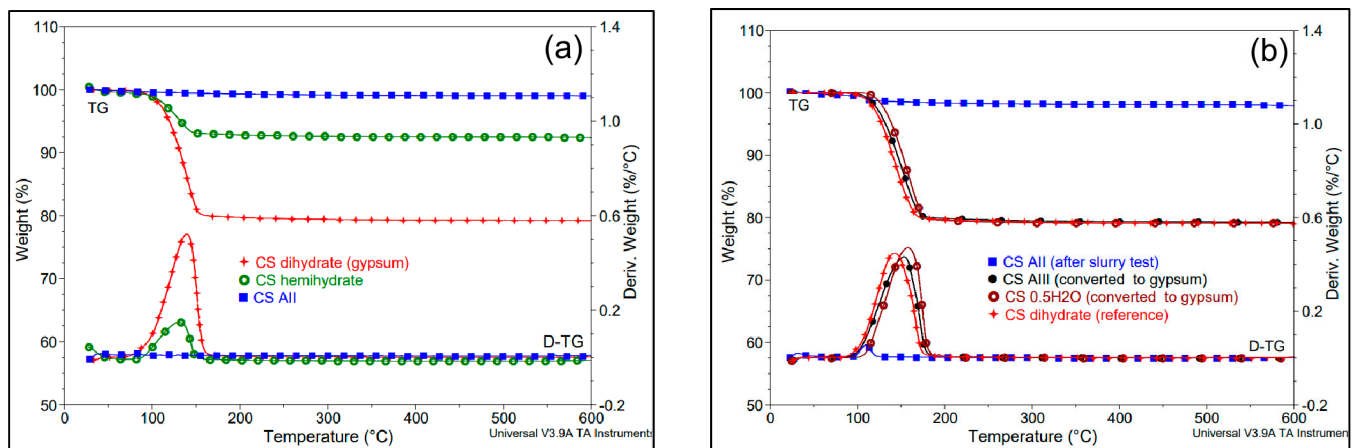 (a)
110
100
90
80
70
60
50
Weight (%)
TG
CS dihydrate (gypsum)
CS hemihydrate
CS AII
D-TG
1.4
1.0
0.6
0.2
-0.2
Deriv. Weight (%/°C)
0
100
200
300
400
500
600
Temperature (°C)
Universal V3.9A TA Instruments
(b)
110
100
90
80
70
60
50
Weight (%)
TG
CS AII (after slurry test)
CS AIII (converted to gypsum)
CS 0.5H2O (converted to gypsum)
CS dihydrate (reference)
D-TG
1.4
1.0
0.6
0.2
-0.2
Deriv. Weight (%/°C)
0
100
200
300
400
500
600
Temperature (°C)
Universal V3.9A TA Instruments